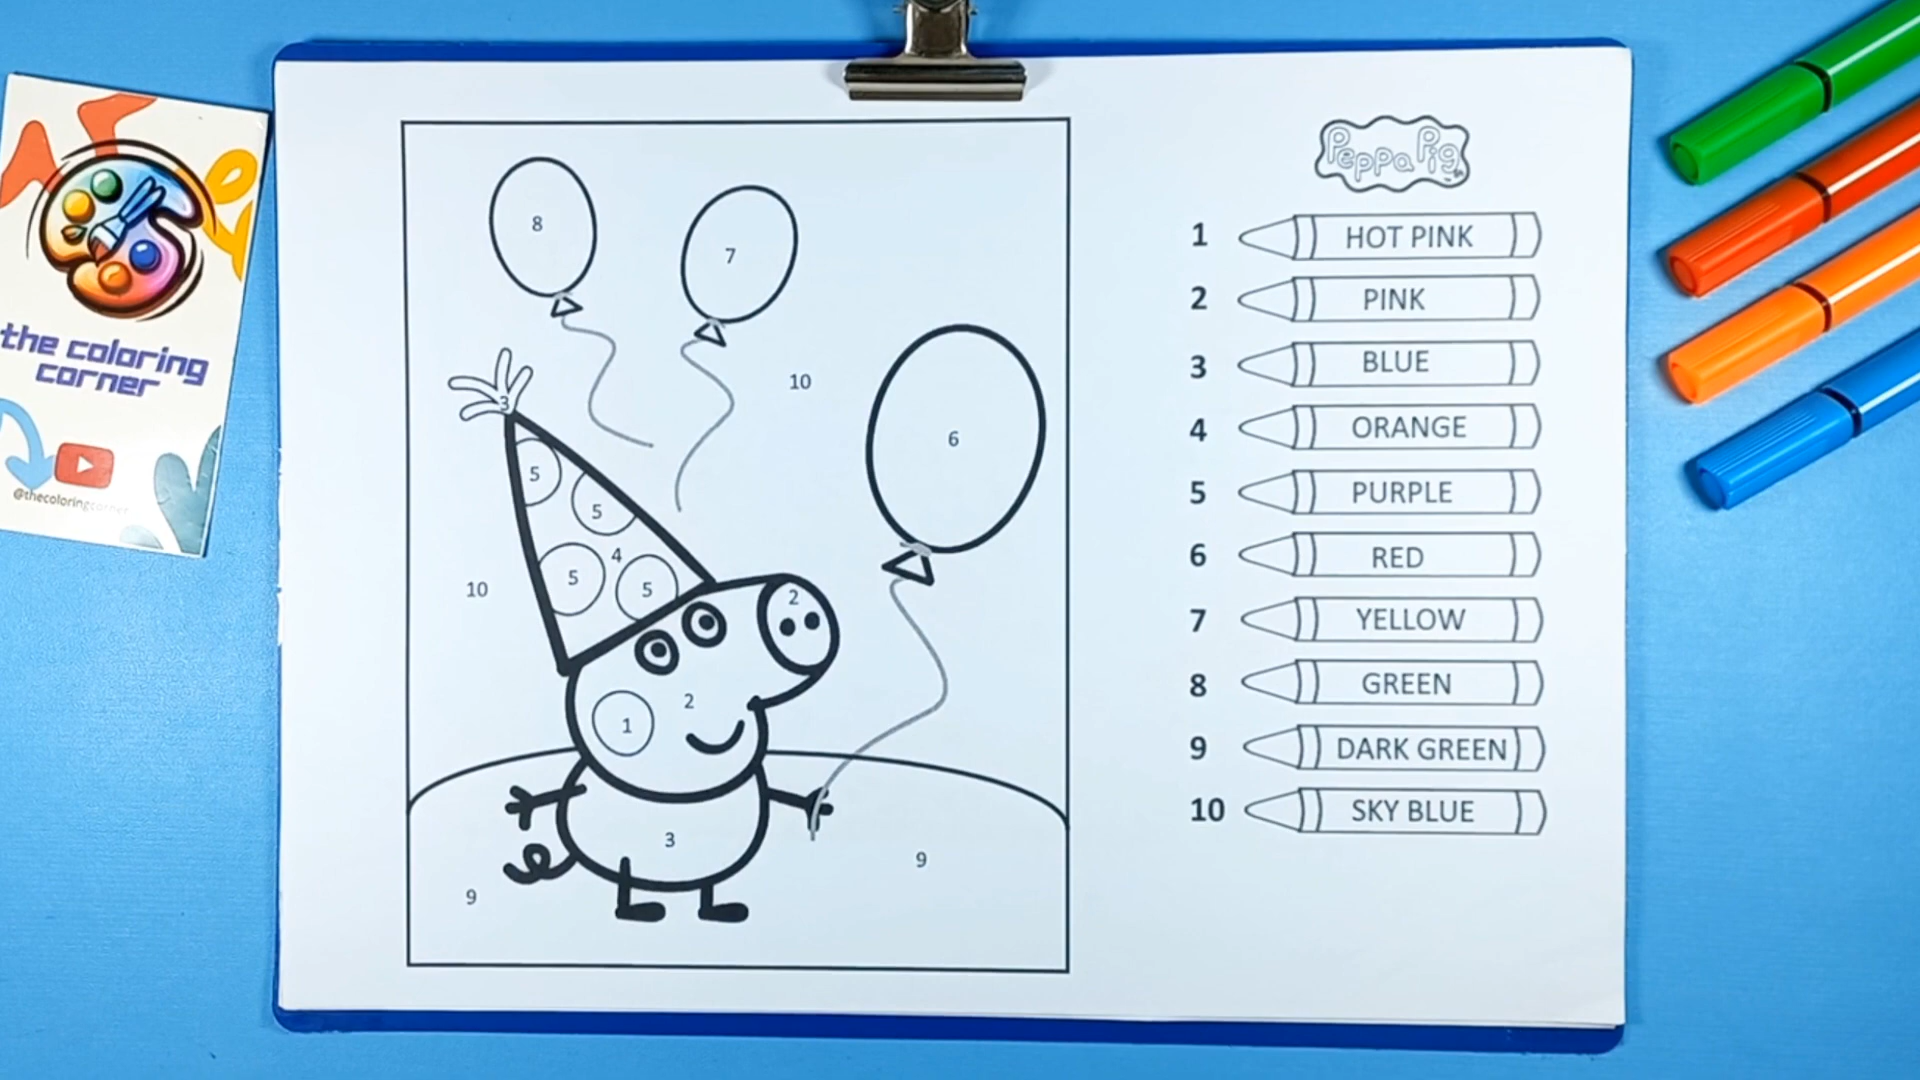 the coloring
corner
@thecoloringcorner
8
7
10
3
6
5
5
4
5
5
10
2
2
1
3
9
9
Peppa Pig
1 HOT PINK
2 PINK
3 BLUE
4 ORANGE
5 PURPLE
6 RED
7 YELLOW
8 GREEN
9 DARK GREEN
10 SKY BLUE